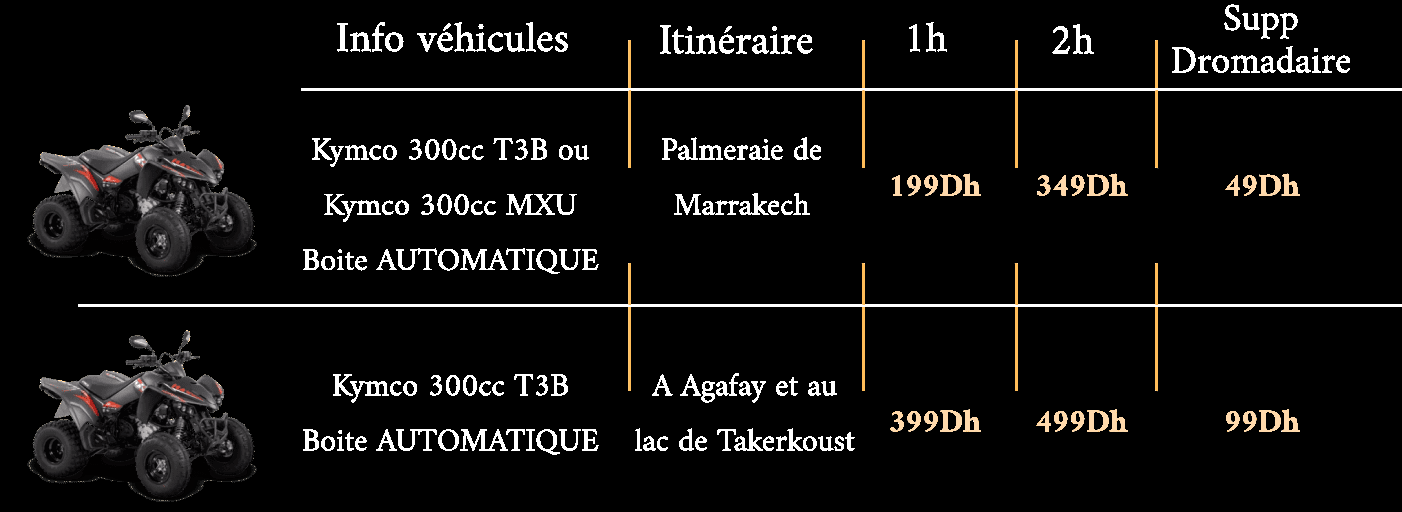 Info véhicules
Itinéraire
1h
2h
Supp
Dromadaire
Kymco 300cc T3B ou
Kymco 300cc MXU
Boite AUTOMATIQUE
Palmeraie de
Marrakech
199Dh
349Dh
49Dh
Kymco 300cc T3B
Boite AUTOMATIQUE
A Agafay et au
lac de Takerkoust
399Dh
499Dh
99Dh